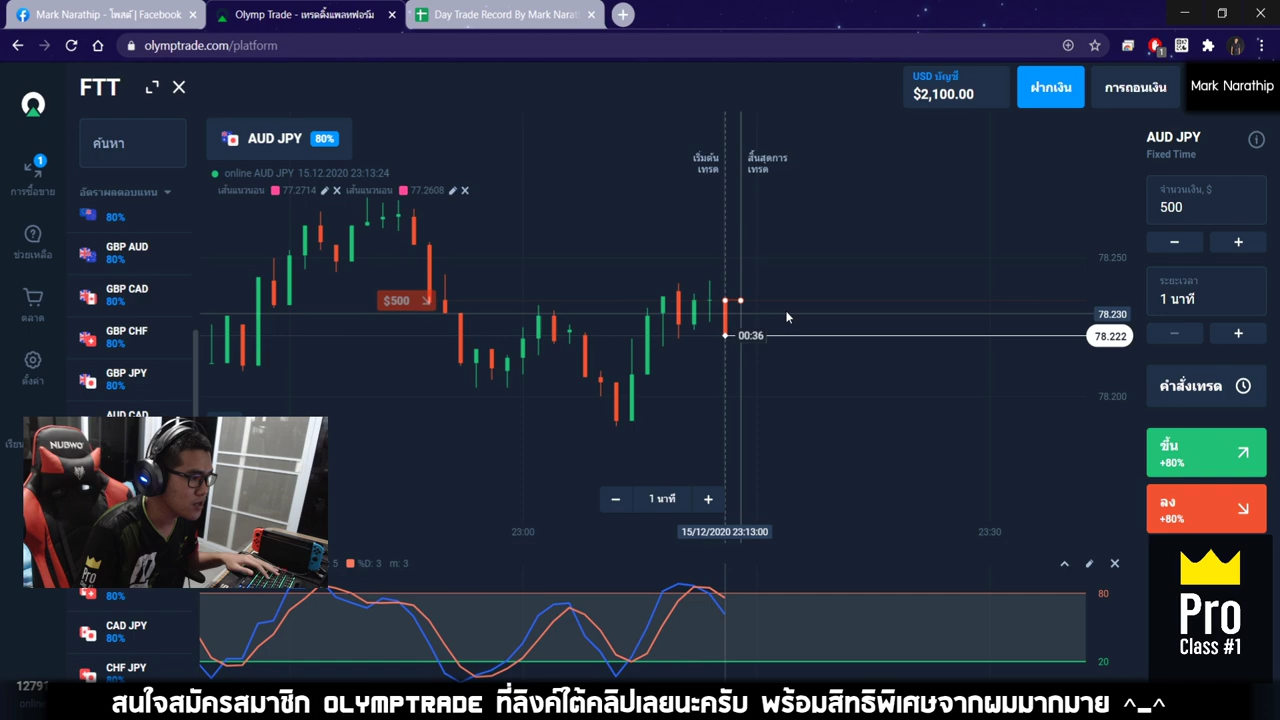 Mark Narathip - โพสต์ | Facebook
Olymp Trade - เทรดดิ้งแพลทฟอร์ม
Day Trade Record By Mark Narath
olymptrade.com/platform
FTT
USD บัญชี
$2,100.00
ฝากเงิน
การถอนเงิน
Mark Narathip
ค้นหา
AUD JPY 80%
AUD JPY
Fixed Time
เริ่มต้น
เทรด
สิ้นสุดการ
เทรด
online AUD JPY 15.12.2020 23:13:24
เส้นแนวนอน 77.2714 เส้นแนวนอน 77.2608
1
การซื้อขาย
อัตราผลตอบแทน
80%
GBP AUD
80%
GBP CAD
80%
GBP CHF
80%
GBP JPY
80%
AUD CAD
ช่วยเหลือ
ตลาด
ตั้งค่า
เรียน
จำนวนเงิน, $
500
ระยะเวลา
1 นาที
$500
78.250
78.230
78.222
78.200
00:36
คำสั่งเทรด
ขึ้น
+80%
ลง
+80%
1 นาที
23:00
15/12/2020 23:13:00
23:30
NUBWO
Pro
5 %D: 3 m: 3
80
20
80%
CAD JPY
80%
CHF JPY
Pro
Class #1
1279
online
สนใจสมัครสมาชิก OLYMPTRADE ที่ลิงค์ใต้คลิปเลยนะครับ พร้อมสิทธิพิเศษจากผมมากมาย ^_^